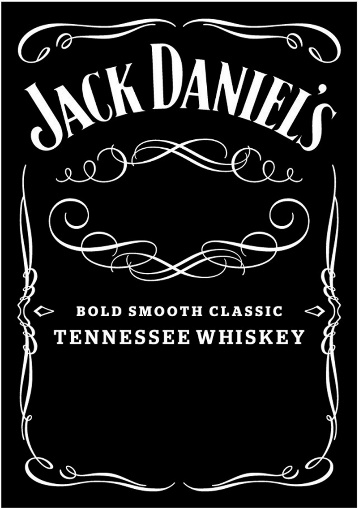 JACK DANIEL'S
BOLD SMOOTH CLASSIC
TENNESSEE WHISKEY